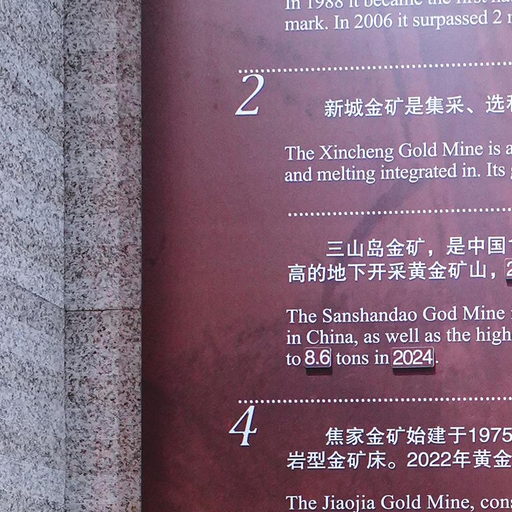 In 1988 it became the first
mark. In 2006 it surpassed 2
2
新城金矿是集采、选
The Xincheng Gold Mine is a
and melting integrated in. Its
三山岛金矿，是中国
高的地下开采黄金矿山，2
The Sanshandao God Mine
in China, as well as the high
to 8.6 tons in 2024.
4
焦家金矿始建于1975
岩型金矿床。2022年黄金
The Jiaojia Gold Mine, cons